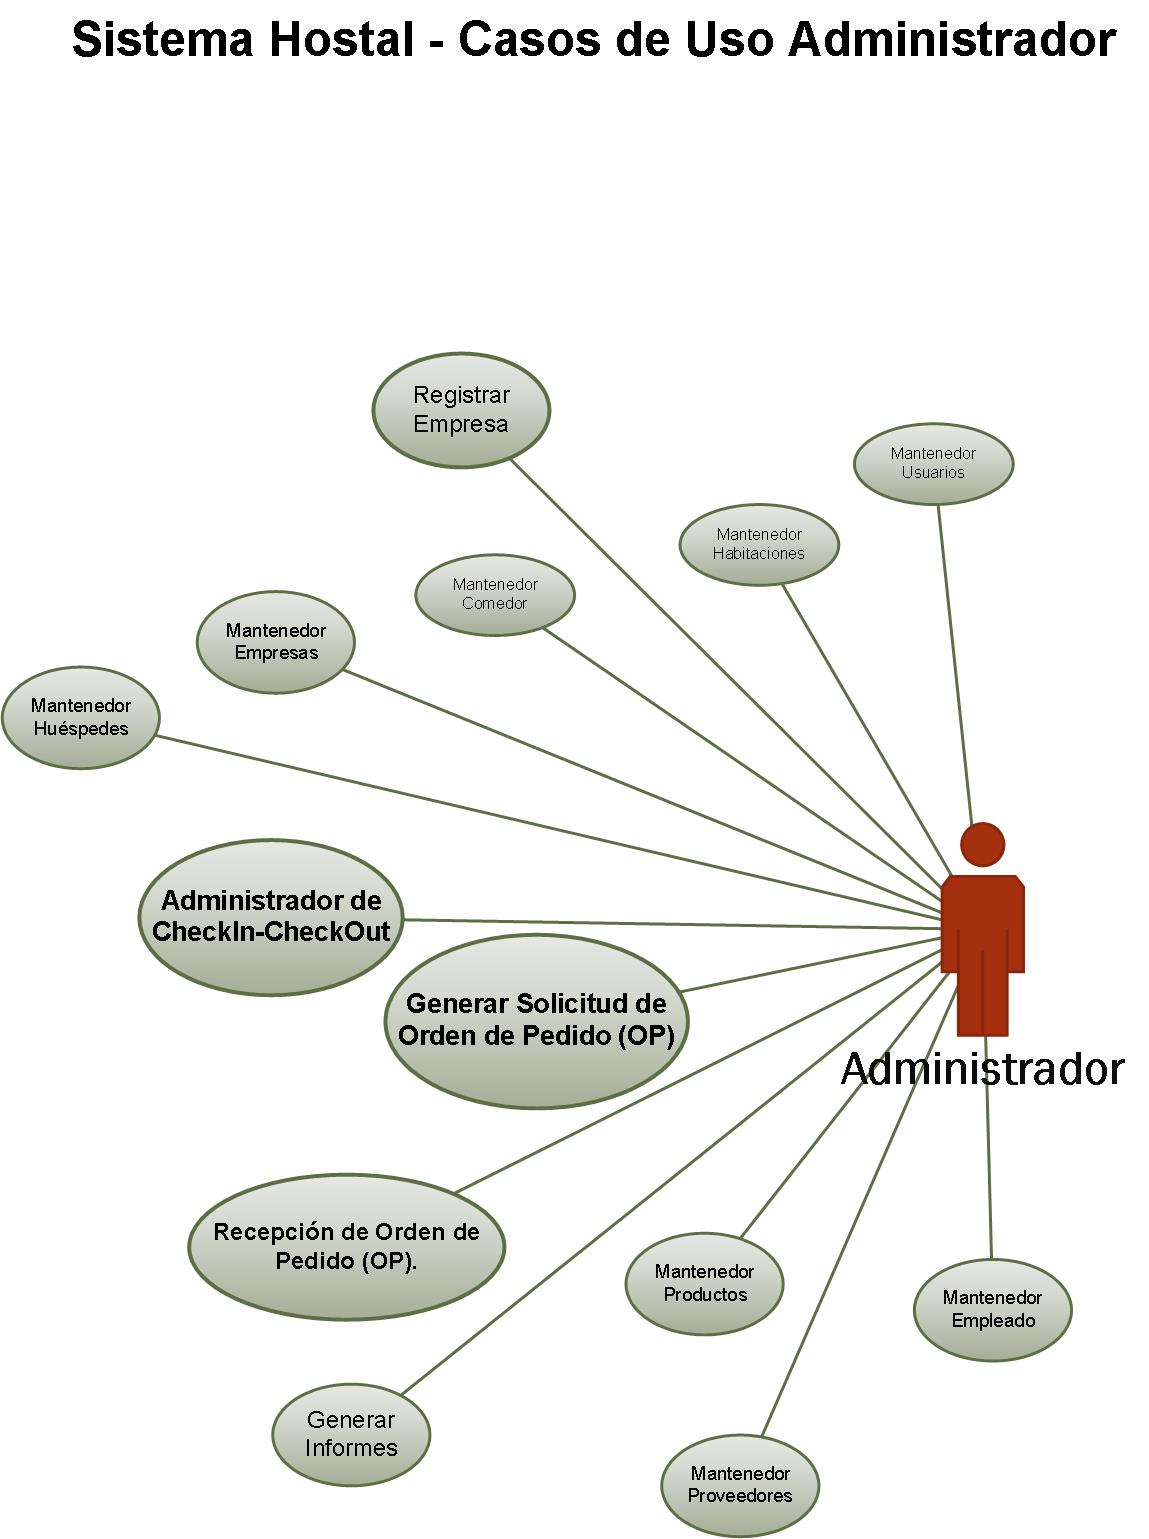 Sistema Hostal - Casos de Uso Administrador
Registrar
Empresa
Mantenedor
Usuarios
Mantenedor
Habitaciones
Mantenedor
Comedor
Mantenedor
Empresas
Mantenedor
Huéspedes
Administrador de
CheckIn-CheckOut
Generar Solicitud de
Orden de Pedido (OP)
Administrador
Recepción de Orden de
Pedido (OP).
Mantenedor
Productos
Mantenedor
Empleado
Generar
Informes
Mantenedor
Proveedores